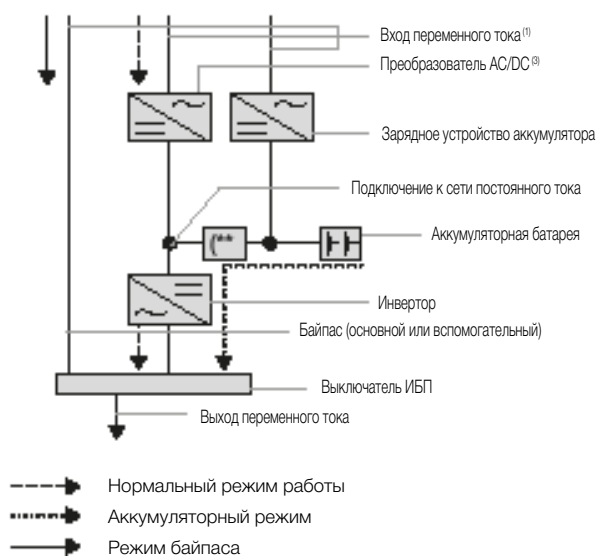 Вход переменного тока (1)
Преобразователь AC/DC (3)
Зарядное устройство аккумулятора
Подключение к сети постоянного тока
Аккумуляторная батарея
(**
Инвертор
Байпас (основной или вспомогательный)
Выключатель ИБП
Выход переменного тока
Нормальный режим работы
Аккумуляторный режим
Режим байпаса